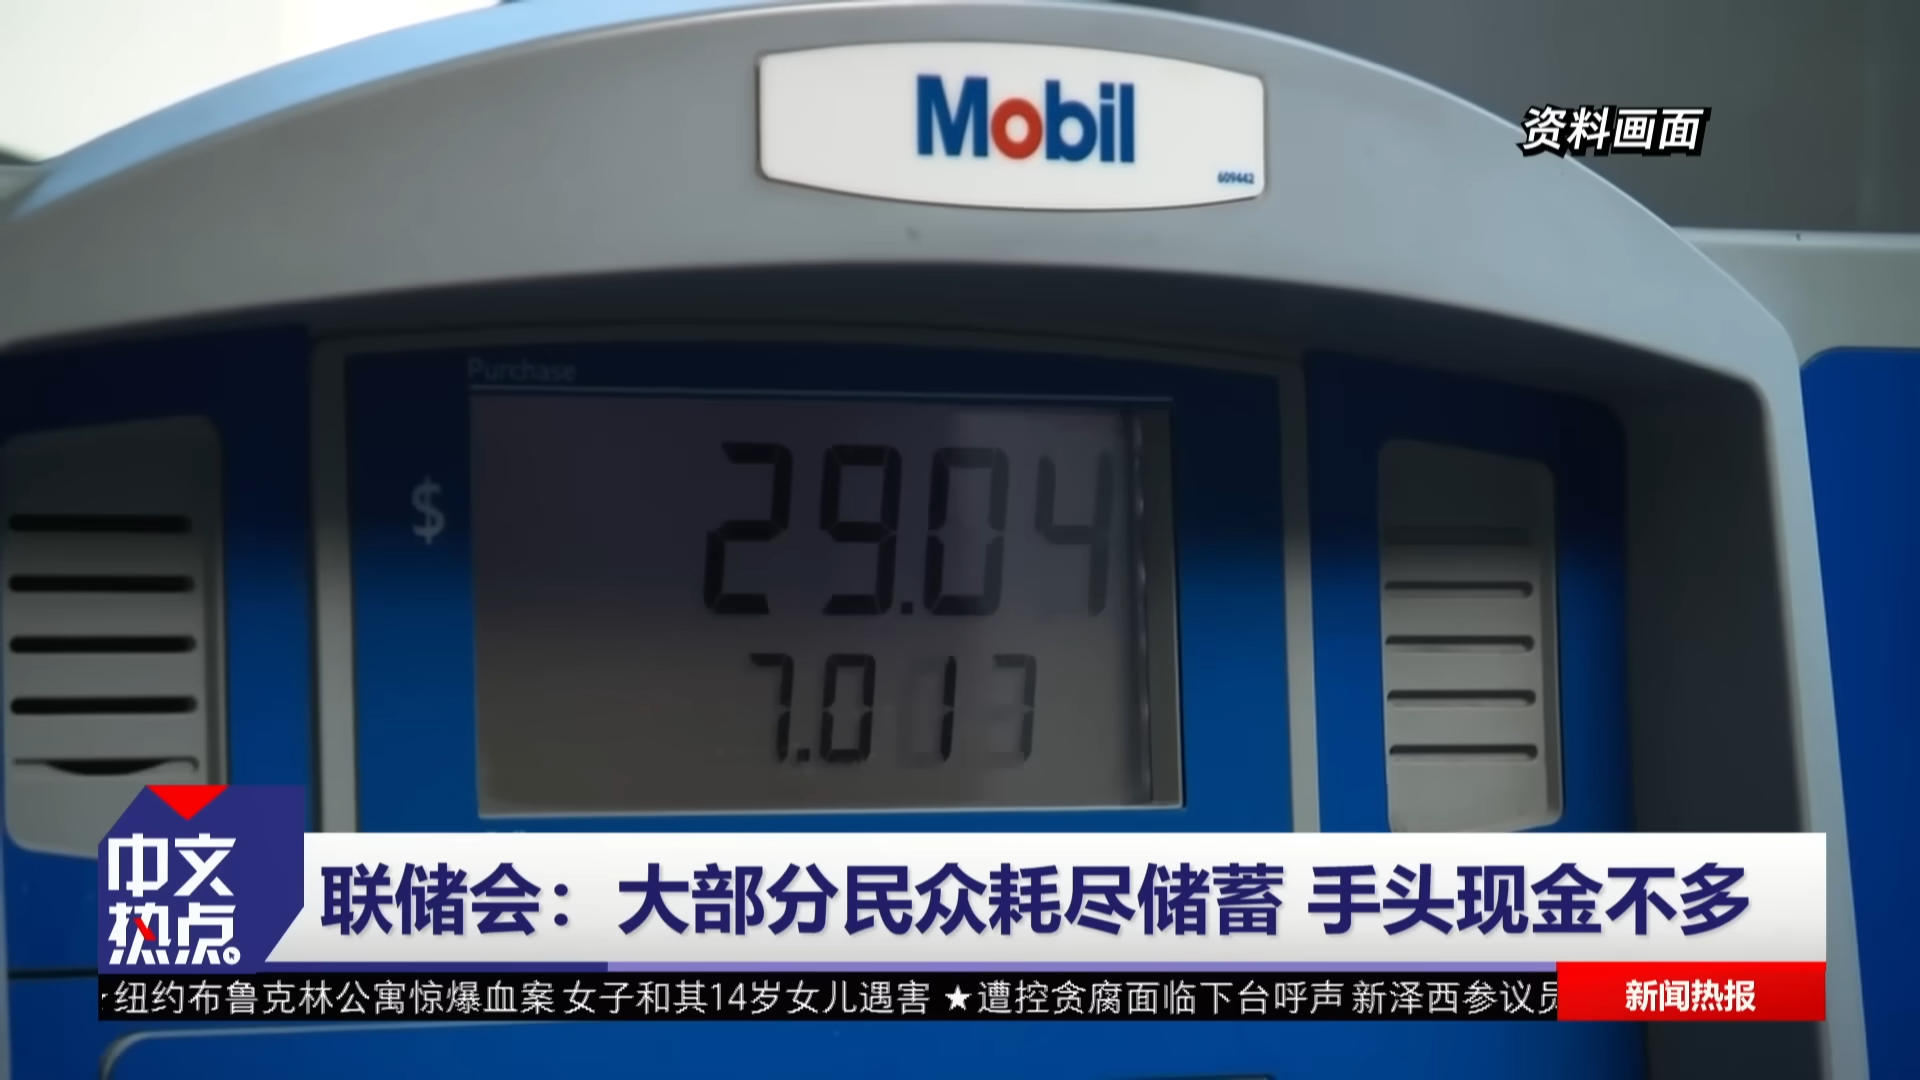 Mobil
609442
资料画面
Purchase
$
29.04
7.013
中文
热点
联储会：大部分民众耗尽储蓄 手头现金不多
纽约布鲁克林公寓惊爆血案 女子和其14岁女儿遇害 ★遭控贪腐面临下台呼声 新泽西参议员
新闻热报